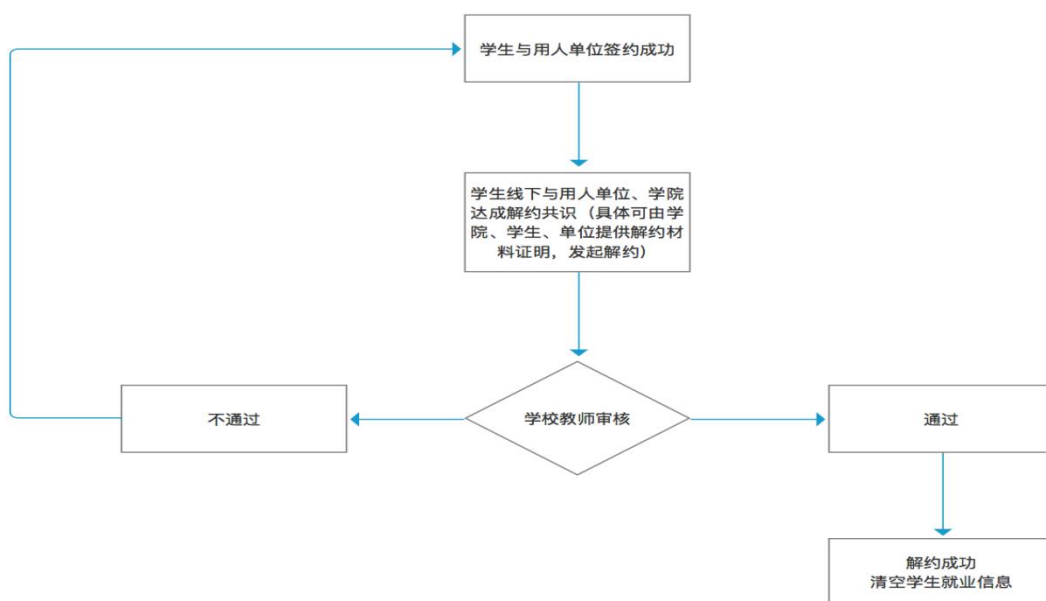 学生与用人单位签约成功
学生线下与用人单位、学院
达成解约共识（具体可由学
院、学生、单位提供解约材
料证明，发起解约）
不通过
学校教师审核
通过
解约成功
清空学生就业信息